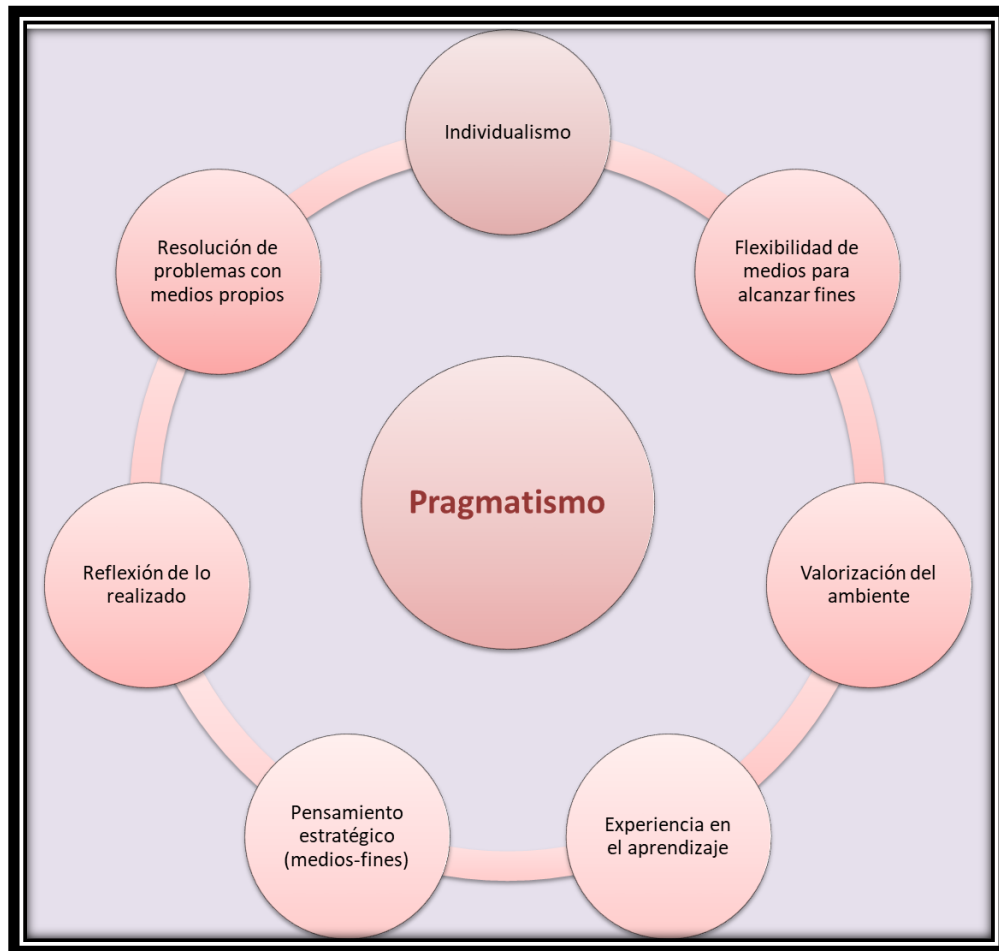 Individualismo
Flexibilidad de
medios para
alcanzar fines
Valorización del
ambiente
Experiencia en
el aprendizaje
Pensamiento
estratégico
(medios-fines)
Reflexión de lo
realizado
Resolución de
problemas con
medios propios
Pragmatismo